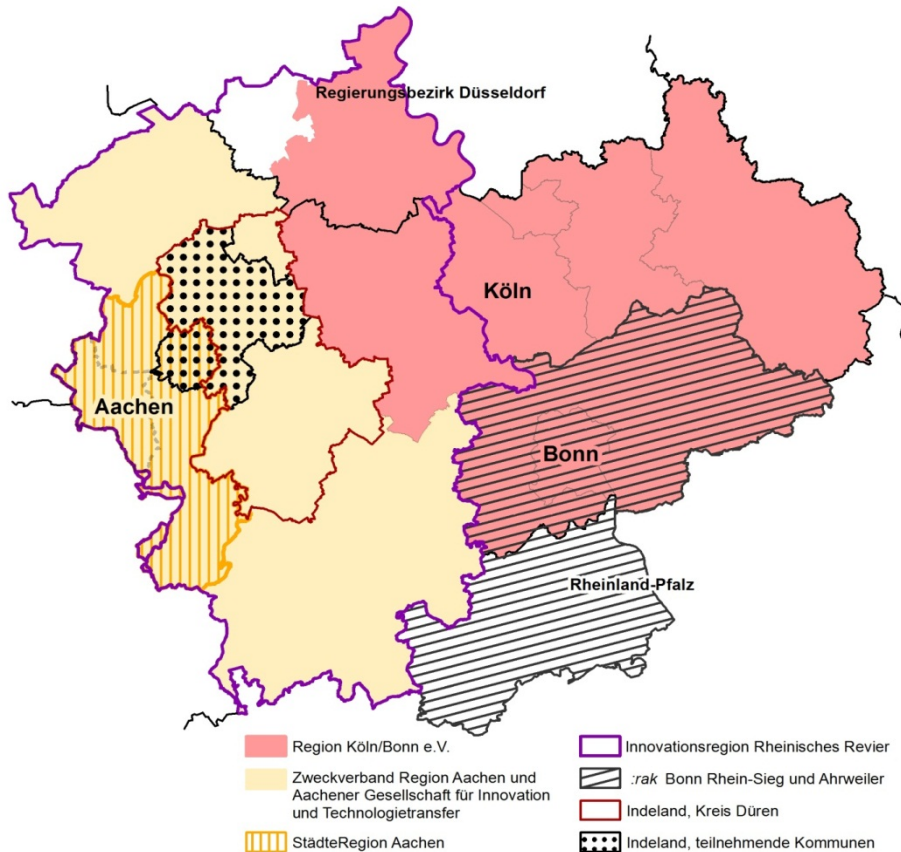 Regierungsbezirk Düsseldorf
Köln
Aachen
Bonn
Rheinland-Pfalz
Region Köln/Bonn e.V.
Zweckverband Region Aachen und
Aachener Gesellschaft für Innovation
und Technologietransfer
StädteRegion Aachen
Innovationsregion Rheinisches Revier
:rak Bonn Rhein-Sieg und Ahrweiler
Indeland, Kreis Düren
Indeland, teilnehmende Kommunen